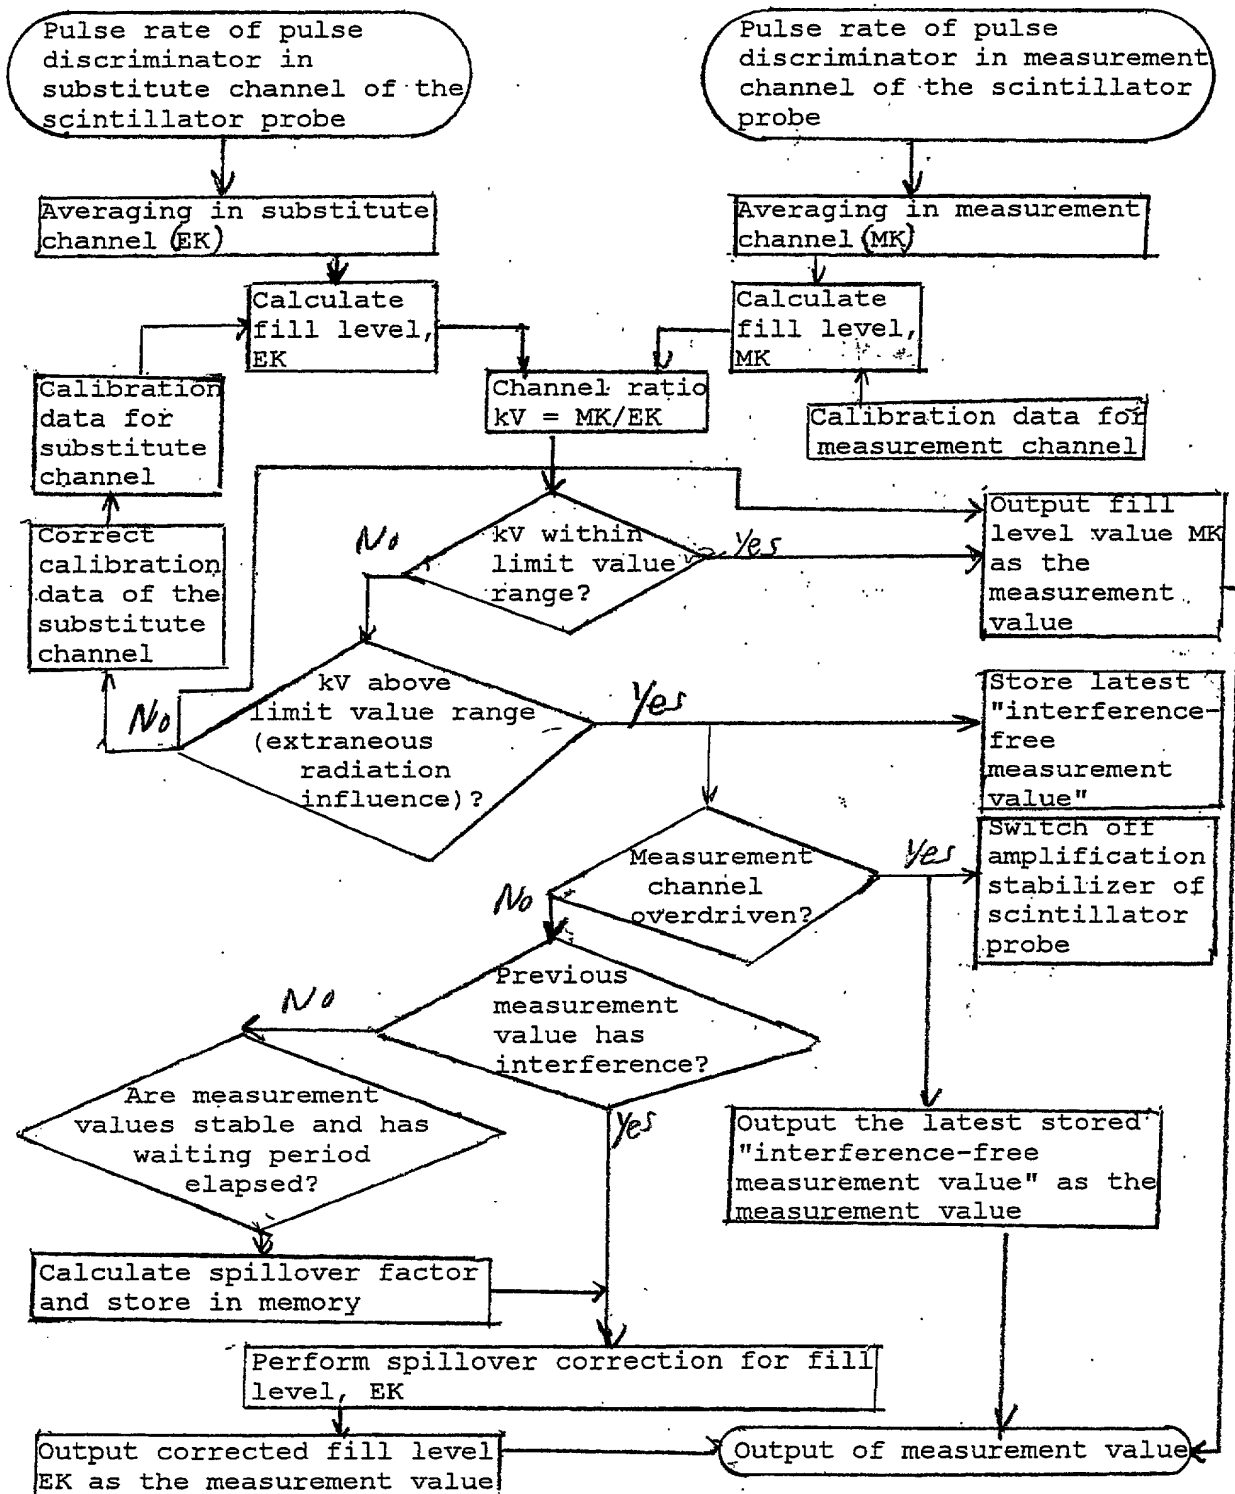 Pulse rate of pulse
discriminator in
substitute channel of the
scintillator probe
Pulse rate of pulse
discriminator in measurement
channel of the scintillator
probe
Averaging in substitute
channel (EK)
Averaging in measurement
channel (MK)
Calculate
fill level,
EK
Calculate
fill level,
MK
Calibration
data for
substitute
channel
Channel ratio
kV = MK/EK
Calibration data for
measurement channel
Correct
calibration
data of the
substitute
channel
No
kV within
limit value
range?
Yes
Output fill
level value MK
as the
measurement
value
No
kV above
limit value range
(extraneous
radiation
influence)?
Yes
Store latest
"interference-
free
measurement
value"
Measurement
channel
overdriven?
Yes
No
Switch off
amplification
stabilizer of
scintillator
probe
Previous
measurement
value has
interference?
No
Yes
Are measurement
values stable and has
waiting period
elapsed?
Output the latest stored
"interference-free
measurement value" as the
measurement value
Calculate spillover factor
and store in memory
Perform spillover correction for fill
level, EK
Output corrected fill level
EK as the measurement value
Output of measurement value